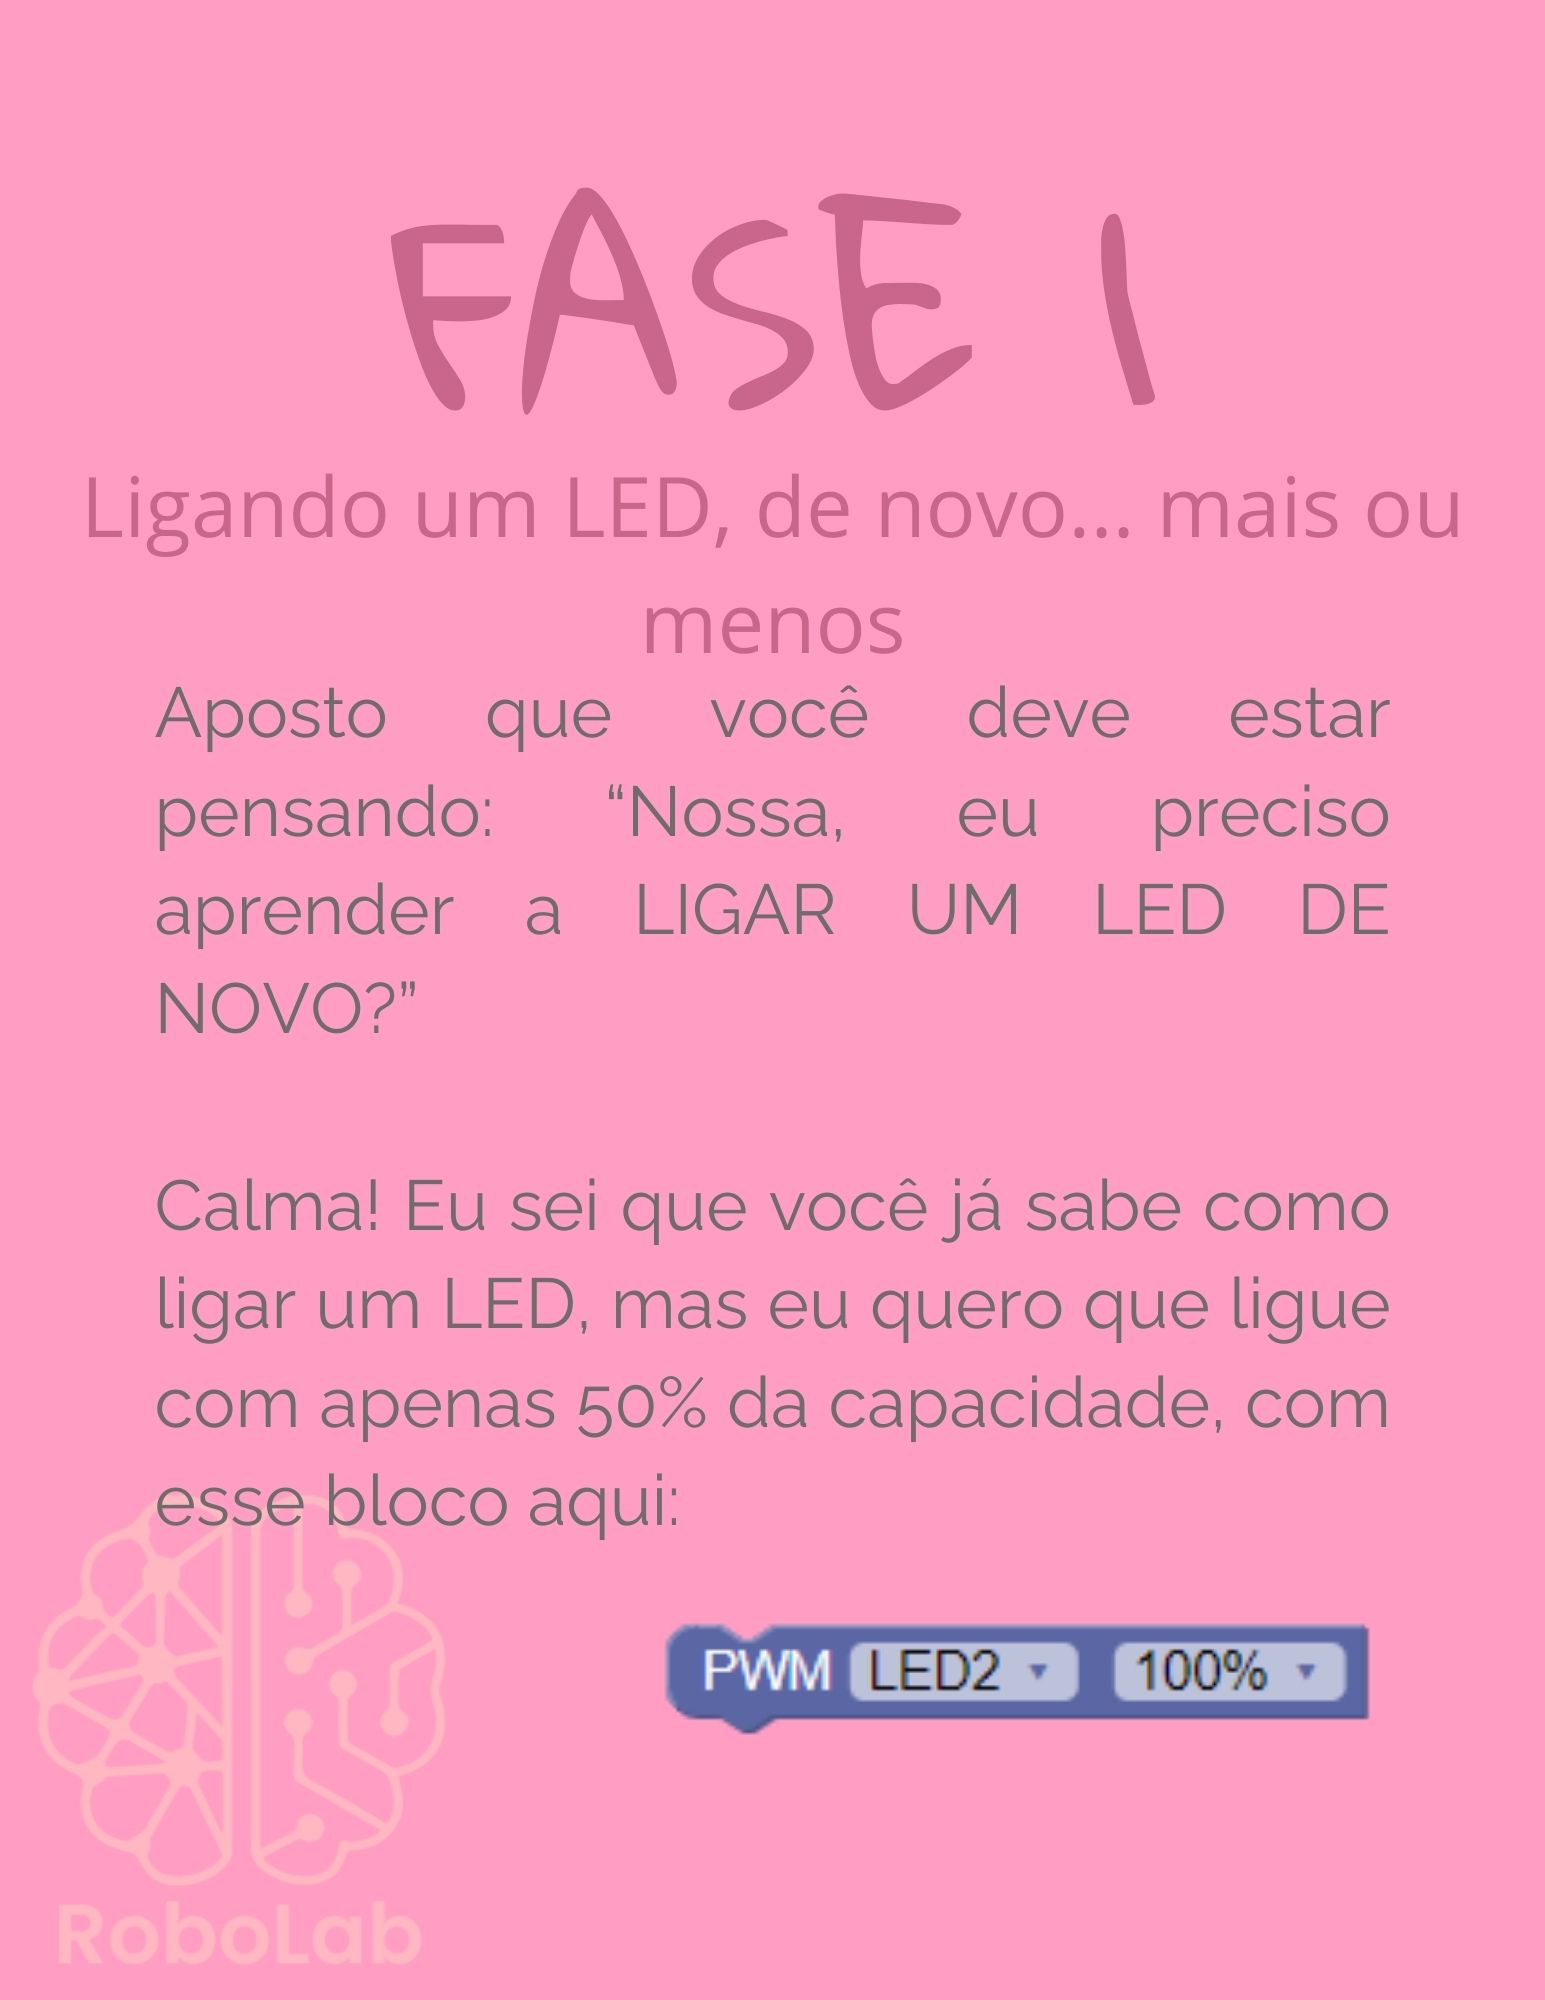 FASE 1
Ligando um LED, de novo... mais ou
menos
Aposto que você deve estar
pensando: “Nossa, eu preciso
aprender a LIGAR UM LED DE
NOVO?”
Calma! Eu sei que você já sabe como
ligar um LED, mas eu quero que ligue
com apenas 50% da capacidade, com
esse bloco aqui:
PWM LED2 100%
RoboLab